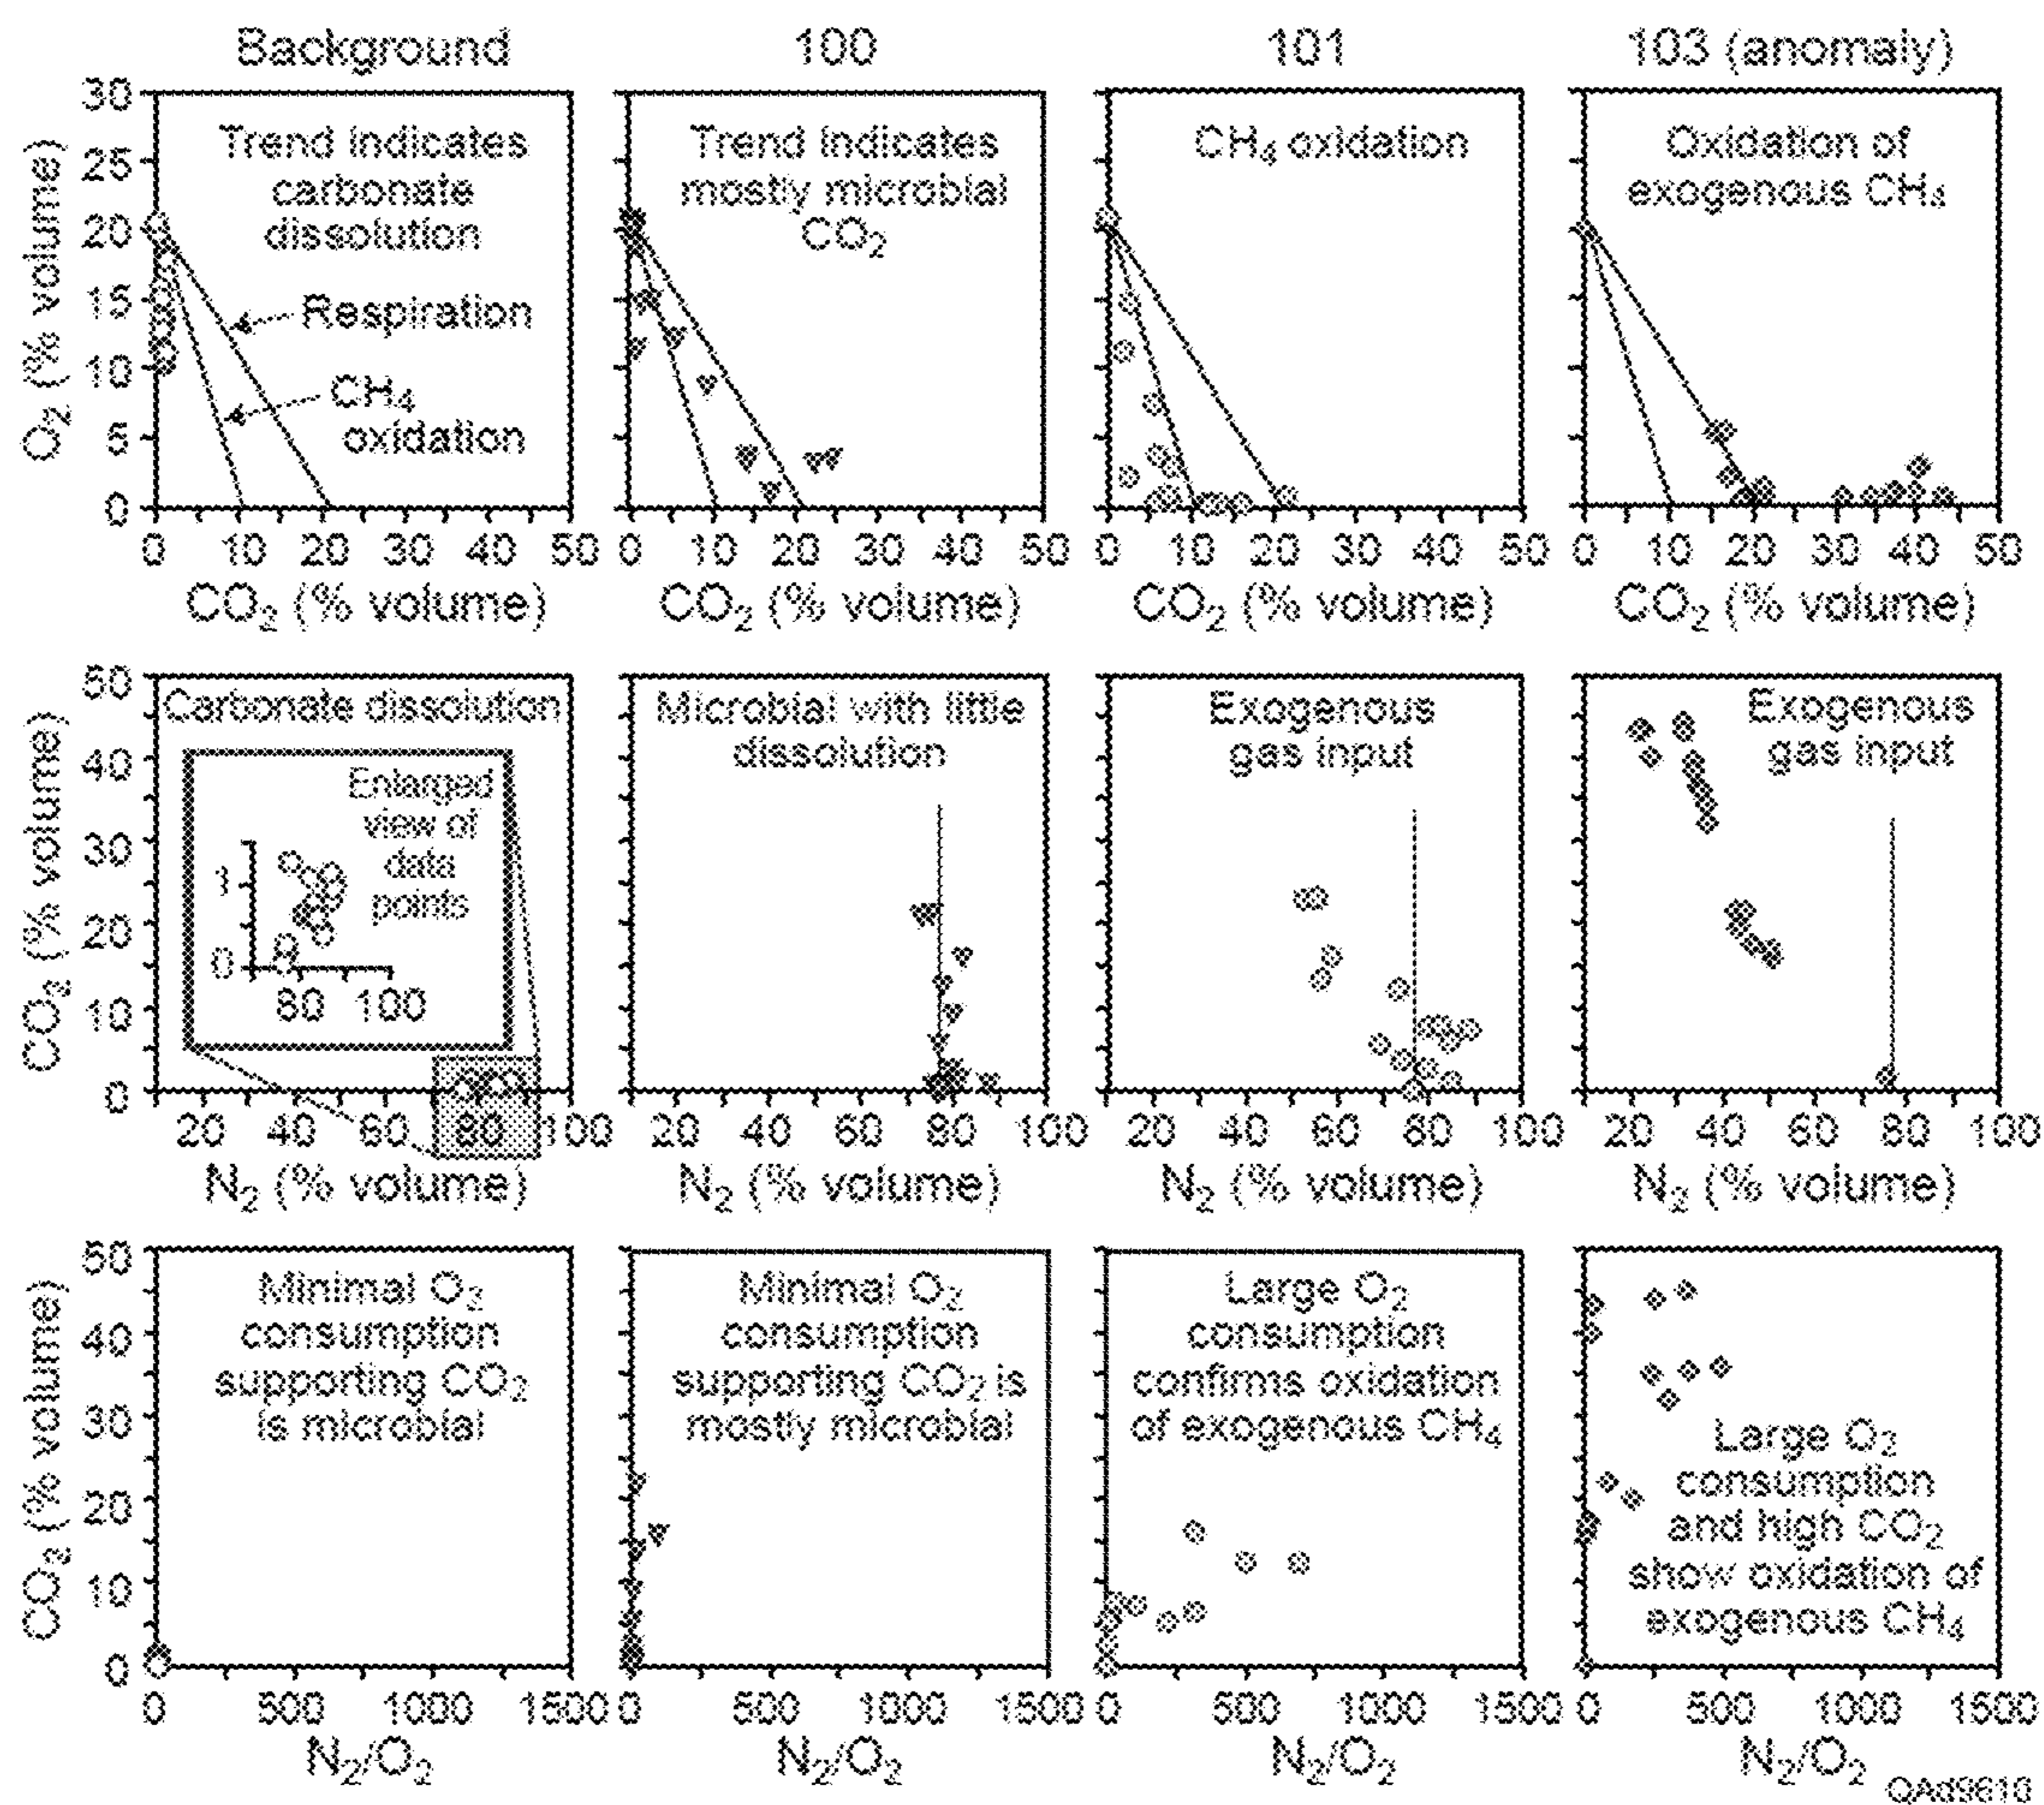 Background 100 101 103 (anomaly)
30 Trend indicates Trend indicates CH₄ oxidation Oxidation of
25 carbonate mostly microbial exogenous CH₄
20 dissolution CO₂
15 Respiration
10 CH₄
5 oxidation
0
O₂ (% volume)
0 10 20 30 40 50 0 10 20 30 40 50 0 10 20 30 40 50 0 10 20 30 40 50
CO₂ (% volume) CO₂ (% volume) CO₂ (% volume) CO₂ (% volume)
50 Carbonate dissolution Microbial with little Exogenous Exogenous
dissolution gas input gas input
40 Enlarged
view of
30 data
points
20
10
0
3
0
80 100
CO₂ (% volume)
20 40 60 80 100 20 40 60 80 100 20 40 60 80 100 20 40 60 80 100
N₂ (% volume) N₂ (% volume) N₂ (% volume) N₂ (% volume)
50 Minimal O₂ Minimal O₂ Large O₂
40 consumption consumption consumption
supporting CO₂ supporting CO₂ is confirms oxidation
30 is microbial mostly microbial of exogenous CH₄
Large O₂
consumption
20 and high CO₂
10 show oxidation of
exogenous CH₄
0
CO₂ (% volume)
0 500 1000 1500 0 500 1000 1500 0 500 1000 1500 0 500 1000 1500
N₂/O₂ N₂/O₂ N₂/O₂ N₂/O₂
QAd9610